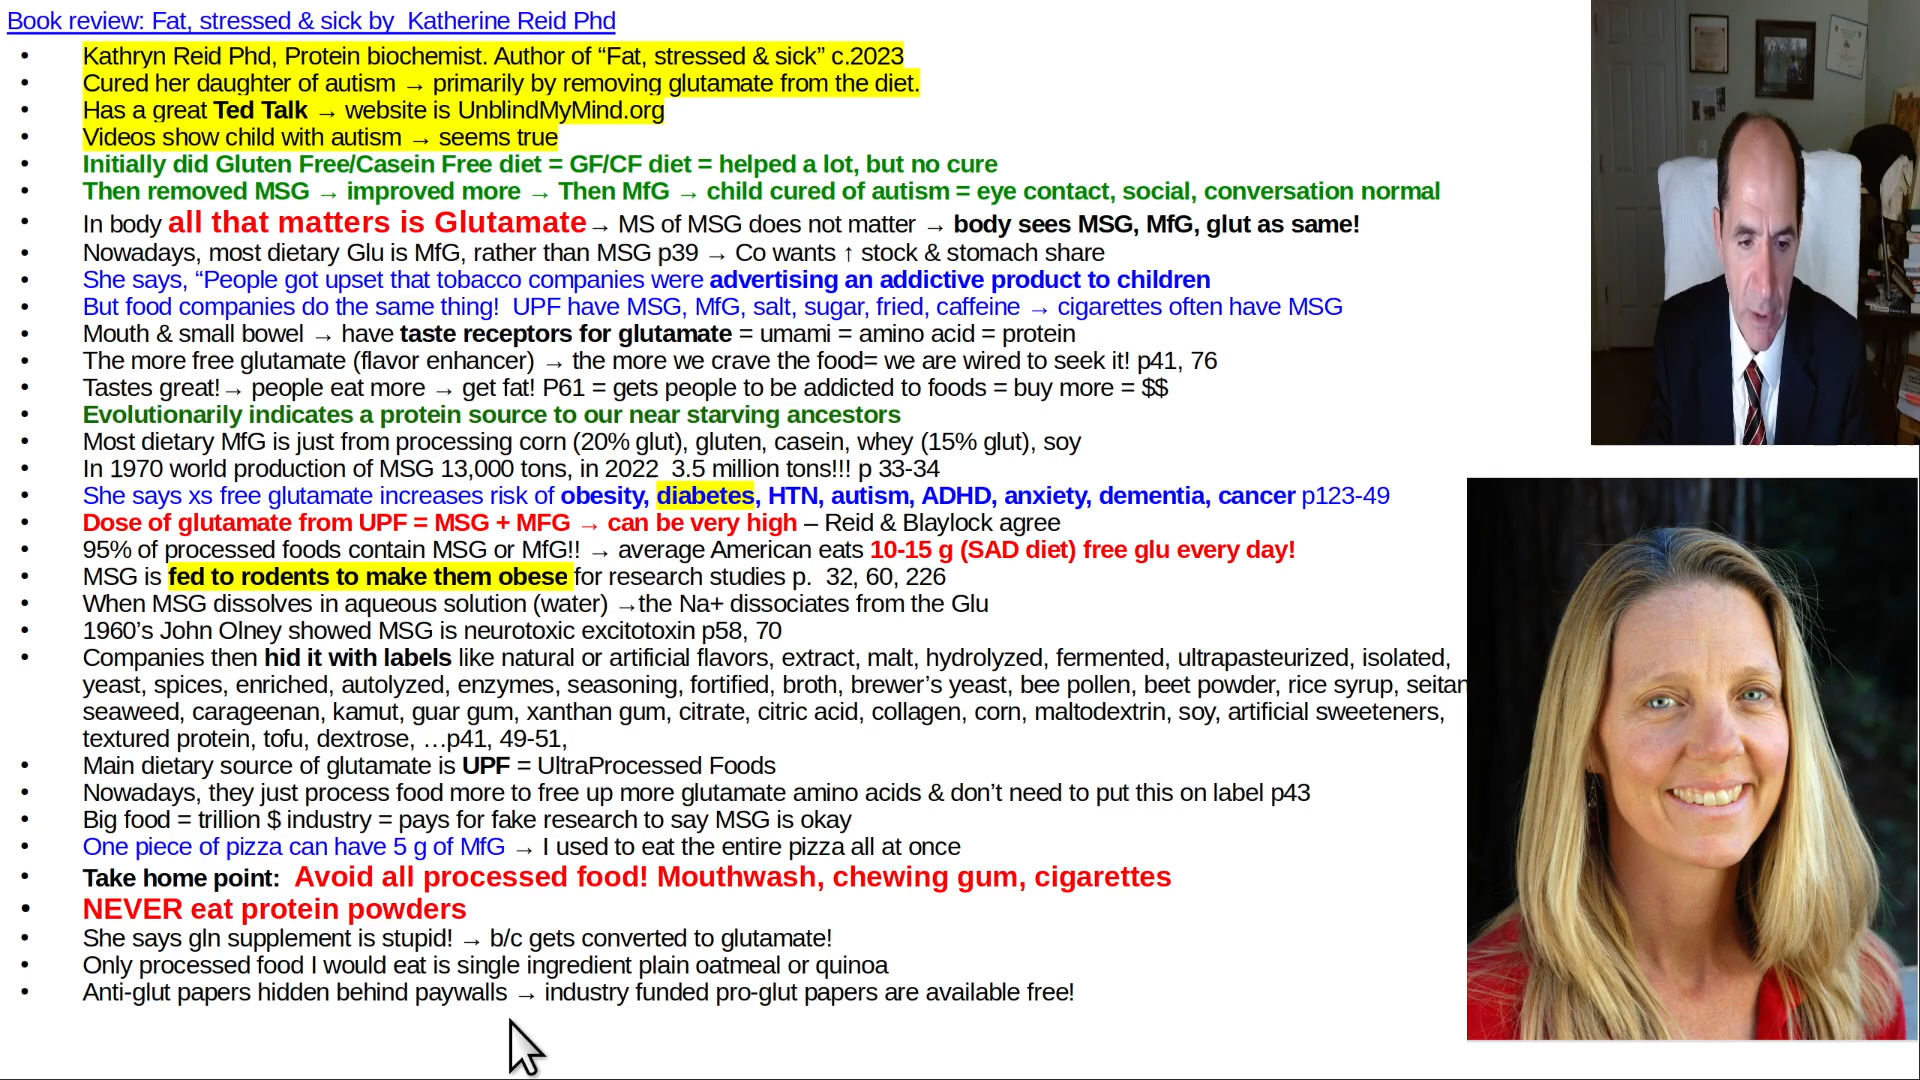 Book review: Fat, stressed & sick by  Katherine Reid Phd
• Kathryn Reid Phd, Protein biochemist. Author of “Fat, stressed & sick” c.2023
• Cured her daughter of autism → primarily by removing glutamate from the diet.
• Has a great Ted Talk → website is UnblindMyMind.org
• Videos show child with autism → seems true
• Initially did Gluten Free/Casein Free diet = GF/CF diet = helped a lot, but no cure
• Then removed MSG → improved more → Then MfG → child cured of autism = eye contact, social, conversation normal
• In body all that matters is Glutamate→ MS of MSG does not matter → body sees MSG, MfG, glut as same!
• Nowadays, most dietary Glu is MfG, rather than MSG p39 → Co wants ↑ stock & stomach share
• She says, “People got upset that tobacco companies were advertising an addictive product to children
• But food companies do the same thing!  UPF have MSG, MfG, salt, sugar, fried, caffeine → cigarettes often have MSG
• Mouth & small bowel → have taste receptors for glutamate = umami = amino acid = protein
• The more free glutamate (flavor enhancer) → the more we crave the food= we are wired to seek it! p41, 76
• Tastes great!→ people eat more → get fat! P61 = gets people to be addicted to foods = buy more = $$
• Evolutionarily indicates a protein source to our near starving ancestors
• Most dietary MfG is just from processing corn (20% glut), gluten, casein, whey (15% glut), soy
• In 1970 world production of MSG 13,000 tons, in 2022  3.5 million tons!!! p 33-34
• She says xs free glutamate increases risk of obesity, diabetes, HTN, autism, ADHD, anxiety, dementia, cancer p123-49
• Dose of glutamate from UPF = MSG + MFG → can be very high – Reid & Blaylock agree
• 95% of processed foods contain MSG or MfG!! → average American eats 10-15 g (SAD diet) free glu every day!
• MSG is fed to rodents to make them obese for research studies p.  32, 60, 226
• When MSG dissolves in aqueous solution (water) →the Na+ dissociates from the Glu
• 1960’s John Olney showed MSG is neurotoxic excitotoxin p58, 70
• Companies then hid it with labels like natural or artificial flavors, extract, malt, hydrolyzed, fermented, ultrapasteurized, isolated,
yeast, spices, enriched, autolyzed, enzymes, seasoning, fortified, broth, brewer’s yeast, bee pollen, beet powder, rice syrup, seitan
seaweed, carageenan, kamut, guar gum, xanthan gum, citrate, citric acid, collagen, corn, maltodextrin, soy, artificial sweeteners,
textured protein, tofu, dextrose, …p41, 49-51,
• Main dietary source of glutamate is UPF = UltraProcessed Foods
• Nowadays, they just process food more to free up more glutamate amino acids & don’t need to put this on label p43
• Big food = trillion $ industry = pays for fake research to say MSG is okay
• One piece of pizza can have 5 g of MfG → I used to eat the entire pizza all at once
• Take home point:  Avoid all processed food! Mouthwash, chewing gum, cigarettes
• NEVER eat protein powders
• She says gln supplement is stupid! → b/c gets converted to glutamate!
• Only processed food I would eat is single ingredient plain oatmeal or quinoa
• Anti-glut papers hidden behind paywalls → industry funded pro-glut papers are available free!